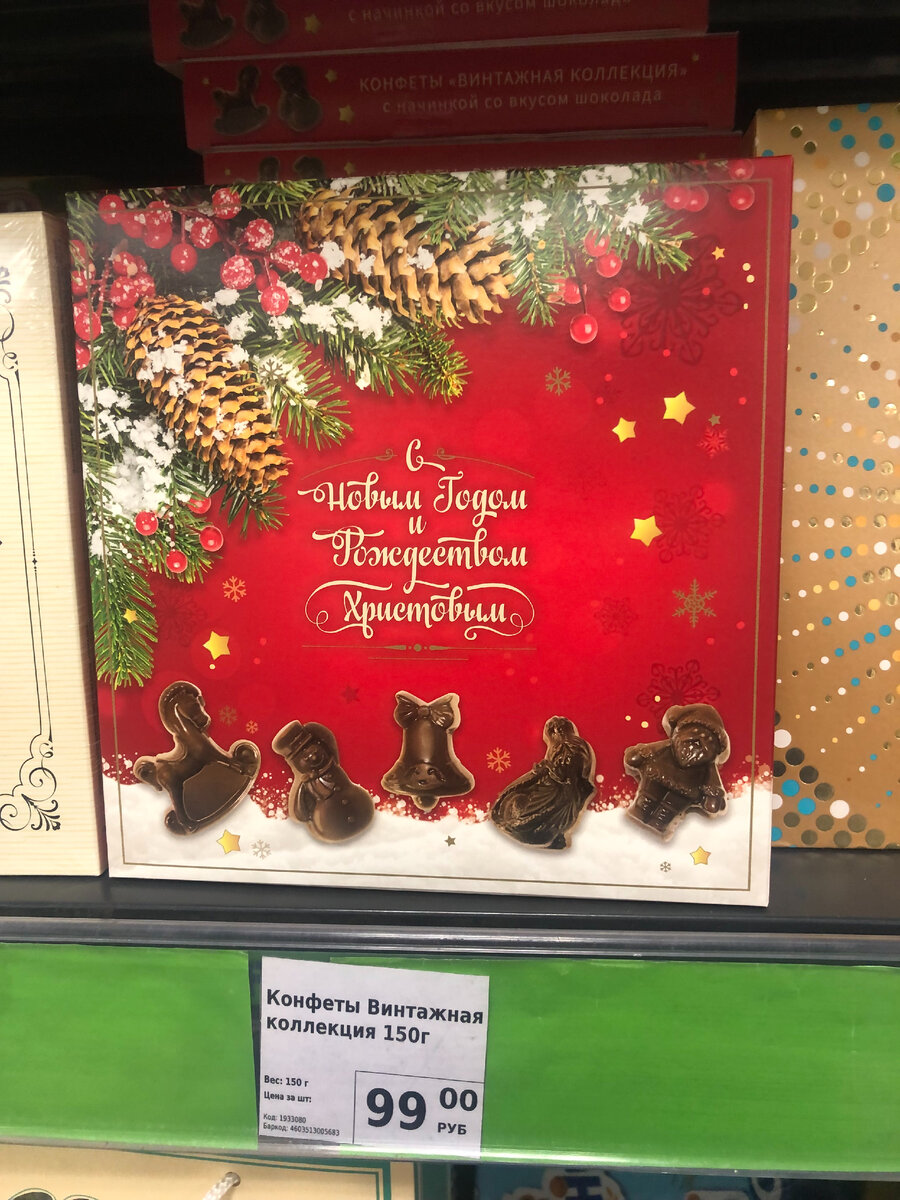 с начинкой со вкусом шоколада
КОНФЕТЫ «ВИНТАЖНАЯ КОЛЛЕКЦИЯ»
с начинкой со вкусом шоколада
С
Новым Годом
и
Рождеством
Христовым
Конфеты Винтажная
коллекция 150г
Вес: 150 г
Цена за шт:
99 00
РУБ
Код: 1933080
Баркод: 4603513005683